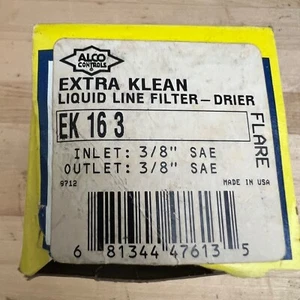 ALCO
CONTROLS
EXTRA KLEAN
LIQUID LINE FILTER-DRIER
EK 16 3
FLARE
INLET: 3/8" SAE
OUTLET: 3/8" SAE
9712 MADE IN USA
6 81344 47613 5